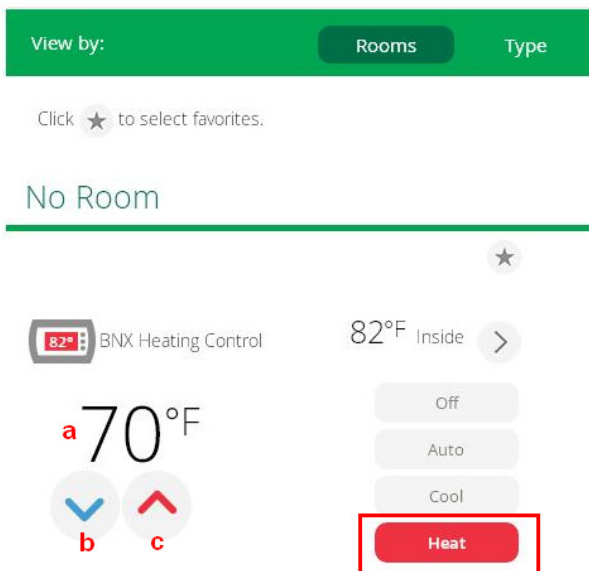 View by: Rooms Type
Click ★ to select favorites.
No Room
★
82° BNX Heating Control 82°F Inside >
a 70°F
b c
Off
Auto
Cool
Heat